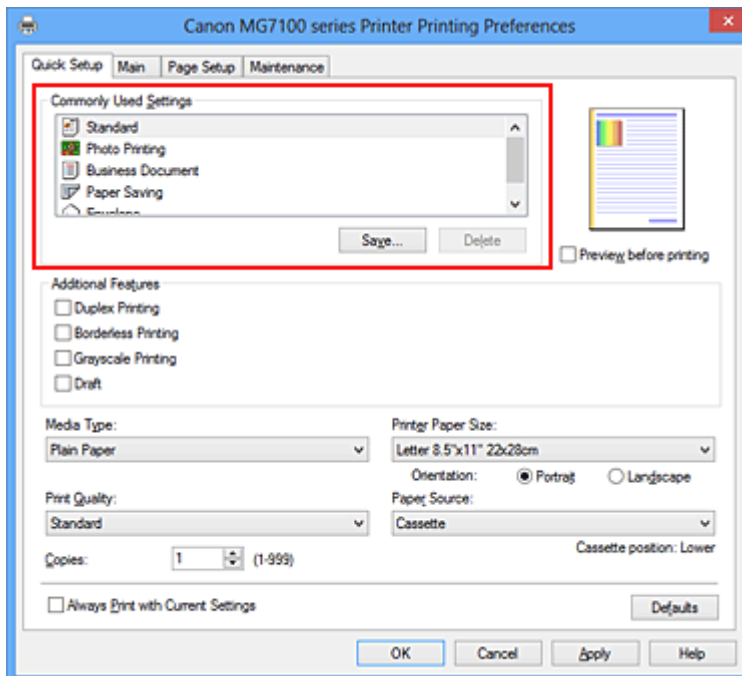 Canon MG7100 series Printer Printing Preferences
Quick Setup Main Page Setup Maintenance
Commonly Used Settings
Standard
Photo Printing
Business Document
Paper Saving
Envelope
Save... Delete
Preview before printing
Additional Features
Duplex Printing
Borderless Printing
Grayscale Printing
Draft
Media Type: Printer Paper Size:
Plain Paper Letter 8.5"x11" 22x28cm
Orientation: Portrait Landscape
Print Quality: Paper Source:
Standard Cassette
Cassette position: Lower
Copies: 1 (1-999)
Always Print with Current Settings Defaults
OK Cancel Apply Help